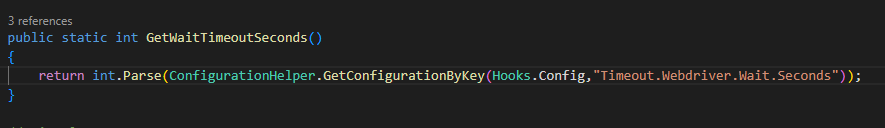 3 references
public static int GetWaitTimeoutSeconds()
{
return int.Parse(ConfigurationHelper.GetConfigurationByKey(Hooks.Config,"Timeout.Webdriver.Wait.Seconds"));
}